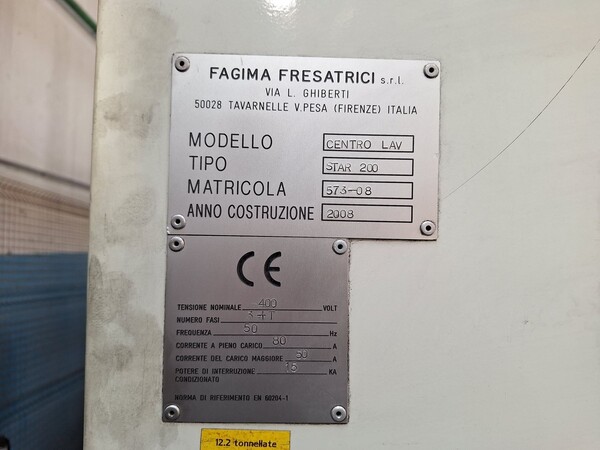 FAGIMA FRESATRICI s.r.l.
VIA L. GHIBERTI
50028 TAVARNELLE V.PESA (FIRENZE) ITALIA
MODELLO CENTRO LAV
TIPO STAR 200
MATRICOLA 573-08
ANNO COSTRUZIONE 2008
CE
TENSIONE NOMINALE 400 VOLT
NUMERO FASI 3+T
FREQUENZA 50 Hz
CORRENTE A PIENO CARICO 80 A
CORRENTE DEL CARICO MAGGIORE A
POTERE DI INTERRUZIONE 15 KA
CONDIZIONATO
NORMA DI RIFERIMENTO EN 60204-1
12.2 tonnellate